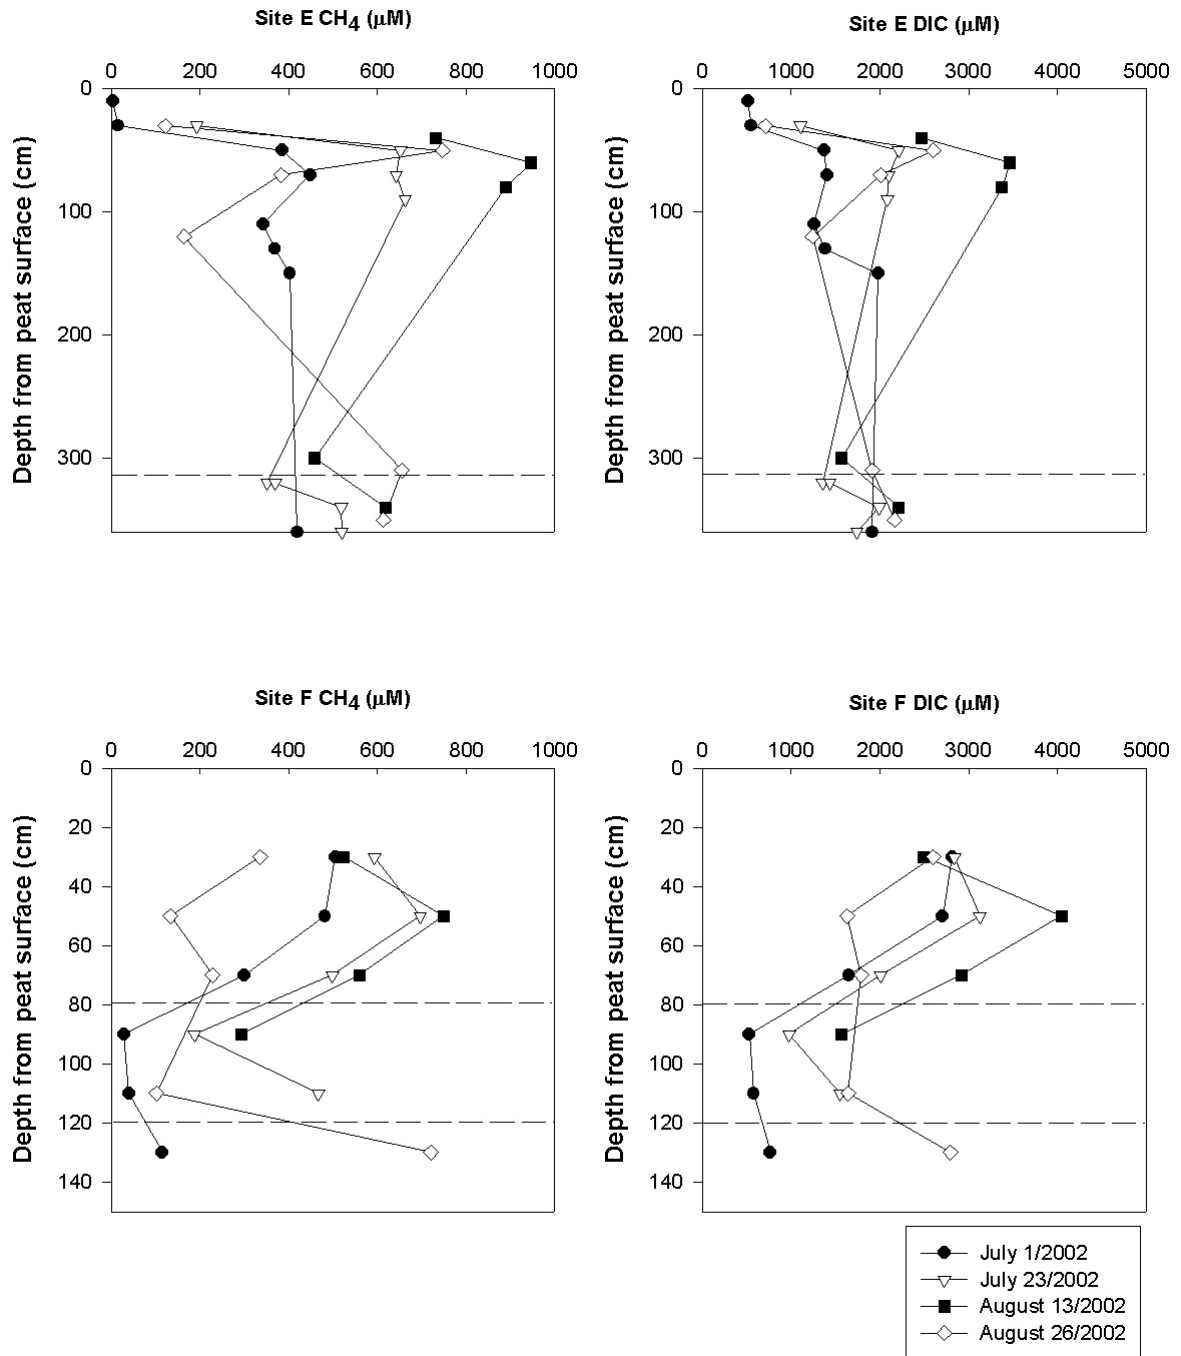 Site E CH4 (μM)
0 200 400 600 800 1000
0
100
200
300
Depth from peat surface (cm)
Site E DIC (μM)
0 1000 2000 3000 4000 5000
0
100
200
300
Depth from peat surface (cm)
Site F CH4 (μM)
0 200 400 600 800 1000
0
20
40
60
80
100
120
140
Depth from peat surface (cm)
Site F DIC (μM)
0 1000 2000 3000 4000 5000
0
20
40
60
80
100
120
140
Depth from peat surface (cm)
July 1/2002
July 23/2002
August 13/2002
August 26/2002